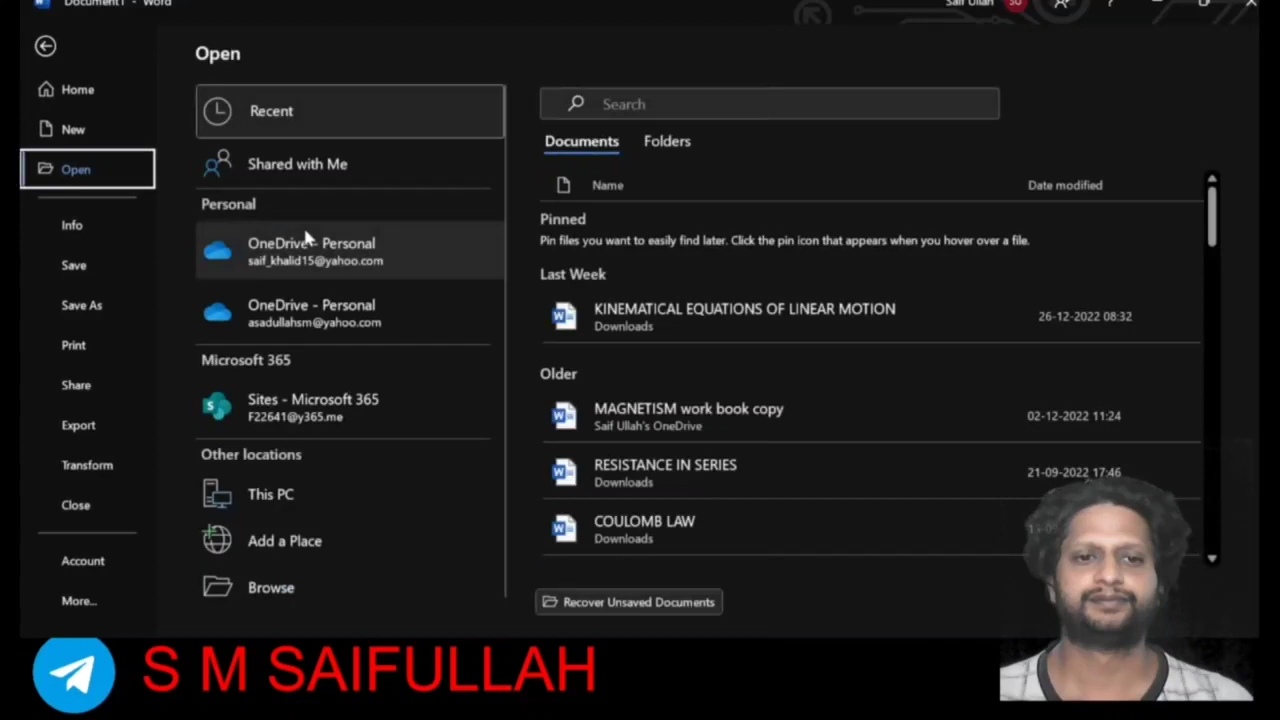 Document1 - Word
Saif Ullah
SU
?
Open
Home
New
Open
Info
Save
Save As
Print
Share
Export
Transform
Close
Account
More...
Recent
Shared with Me
Personal
OneDrive - Personal
saif_khalid15@yahoo.com
OneDrive - Personal
asadullahsm@yahoo.com
Microsoft 365
S
Sites - Microsoft 365
F22641@y365.me
Other locations
This PC
Add a Place
Browse
Search
Documents Folders
Name Date modified
Pinned
Pin files you want to easily find later. Click the pin icon that appears when you hover over a file.
Last Week
KINEMATICAL EQUATIONS OF LINEAR MOTION
Downloads
26-12-2022 08:32
Older
MAGNETISM work book copy
Saif Ullah's OneDrive
02-12-2022 11:24
RESISTANCE IN SERIES
Downloads
21-09-2022 17:46
COULOMB LAW
Downloads
Recover Unsaved Documents
S M SAIFULLAH